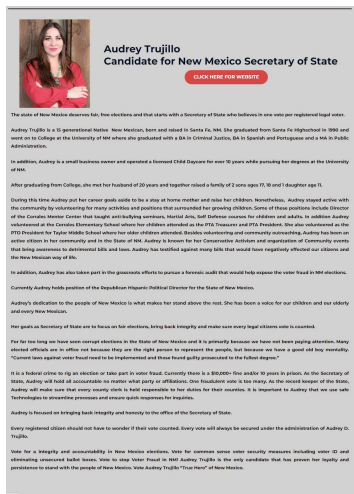 Audrey Trujillo
Candidate for New Mexico Secretary of State
CLICK HERE FOR WEBSITE
The state of New Mexico deserves fair, free elections and that starts with a Secretary of State who believes in one vote per registered legal voter.
Audrey Trujillo is a 15 generational Native New Mexican, born and raised in Santa Fe, NM. She graduated from Santa Fe Highschool in 1990 and
went on to College at the University of NM where she graduated with a BA in Criminal Justice, BA in Spanish and Portuguese and a MA in Public
Administration.
In addition, Audrey is a small business owner and operated a licensed Child Daycare for over 10 years while pursuing her degrees at the University
of NM.
After graduating from College, she met her husband of 20 years and together raised a family of 2 sons ages 17, 18 and 1 daughter age 11.
During this time Audrey put her career goals aside to be a stay at home mother and raise her children. Nonetheless, Audrey stayed active with
the community by volunteering for many activities and positions that surrounded her growing children. Some of these positions include Director
of the Corrales Mentor Center that taught anti-bullying seminars, Martial Arts, Self Defense courses for children and adults. In addition Audrey
volunteered at the Corrales Elementary School where her children attended as the PTA Treasurer and PTA President. She also volunteered as the
PTO President for Taylor Middle School where her older children attended. Besides volunteering and community outreaching, Audrey has been an
active citizen in her community and in the State of NM. Audrey is known for her Conservative Activism and organization of Community events
that bring awareness to detrimental bills and laws. Audrey has testified against many bills that would have negatively effected our citizens and
the New Mexican way of life.
In addition, Audrey has also taken part in the grassroots efforts to pursue a forensic audit that would help expose the voter fraud in NM elections.
Currently Audrey holds position of the Republican Hispanic Political Director for the State of New Mexico.
Audrey's dedication to the people of New Mexico is what makes her stand above the rest. She has been a voice for our children and our elderly
and every New Mexican.
Her goals as Secretary of State are to focus on fair elections, bring back integrity and make sure every legal citizens vote is counted.
For far too long we have seen corrupt elections in the State of New Mexico and it is primarily because we have not been paying attention. Many
elected officials are in office not because they are the right person to represent the people, but because we have a good old boy mentality.
"Current laws against voter fraud need to be implemented and those found guilty prosecuted to the fullest degree."
It is a federal crime to rig an election or take part in voter fraud. Currently there is a $10,000+ fine and/or 10 years in prison. As the Secretary of
State, Audrey will hold all accountable no matter what party or affiliations. One fraudulent vote is too many. As the record keeper of the State,
Audrey will make sure that every county clerk is held responsible to her duties for their counties. It is important to Audrey that we use safe
Technologies to streamline processes and ensure quick responses for inquiries.
Audrey is focused on bringing back integrity and honesty to the office of the Secretary of State.
Every registered citizen should not have to wonder if their vote counted. Every vote will always be secured under the administration of Audrey D.
Trujillo.
Vote for a integrity and accountability in New Mexico elections. Vote for common sense voter security measures including voter ID and
eliminating unsecured ballot boxes. Vote to stop Voter Fraud in NM! Audrey Trujillo is the only candidate that has proven her loyalty and
persistence to stand with the people of New Mexico. Vote Audrey Trujillo "True Hero" of New Mexico.